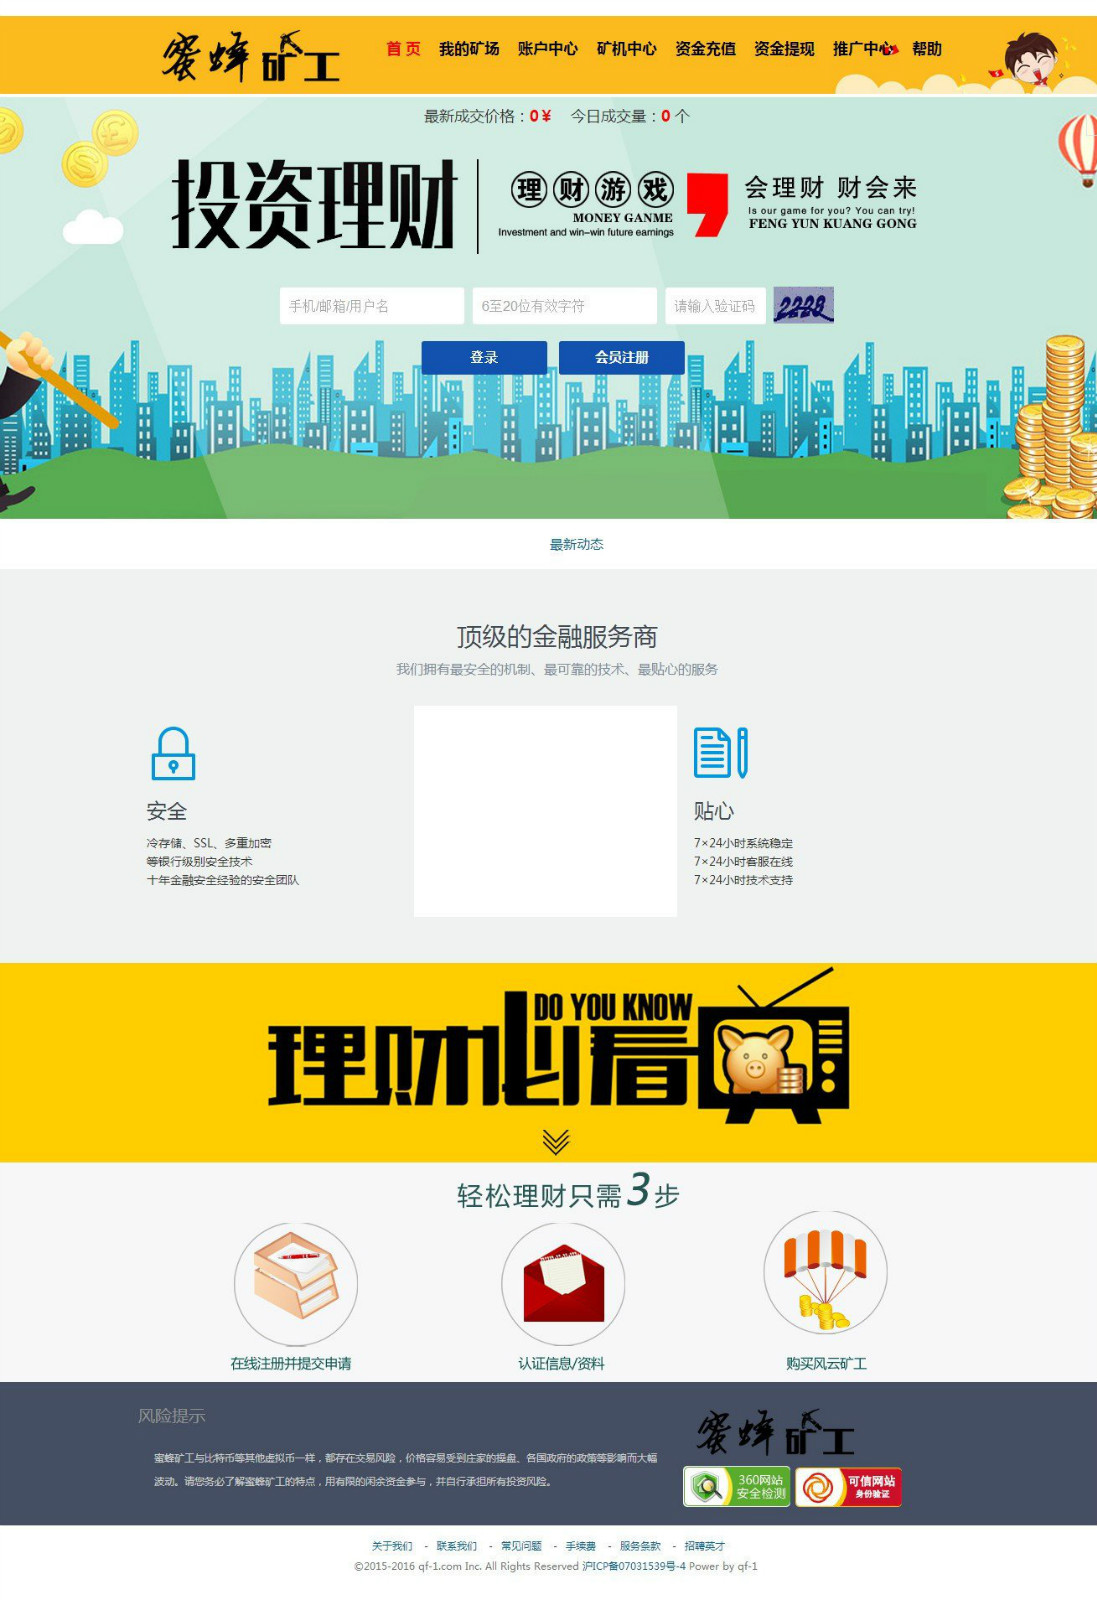 蜜蜂矿工
首 页 我的矿场 账户中心 矿机中心 资金充值 资金提现 推广中心 帮助
最新成交价格：0¥ 今日成交量：0 个
投资理财
理财游戏
MONEY GANME
Investment and win-win future earnings
会理财 财会来
Is our game for you? You can try!
FENG YUN KUANG GONG
手机/邮箱/用户名 6至20位有效字符 请输入验证码 2228
登录 会员注册
最新动态
顶级的金融服务商
我们拥有最安全的机制、最可靠的技术、最贴心的服务
安全
冷存储、SSL、多重加密
等银行级别安全技术
十年金融安全经验的安全团队
贴心
7×24小时系统稳定
7×24小时客服在线
7×24小时技术支持
DO YOU KNOW
理财必看
轻松理财只需3步
在线注册并提交申请 认证信息/资料 购买风云矿工
风险提示
蜜蜂矿工与比特币等其他虚拟币一样，都存在交易风险，价格容易受到庄家的操盘、各国政府的政策等影响而大幅
波动。请您务必了解蜜蜂矿工的特点，用有限的闲余资金参与，并自行承担所有投资风险。
蜜蜂矿工
360网站
安全检测
可信网站
身份验证
关于我们 - 联系我们 - 常见问题 - 手续费 - 服务条款 - 招聘英才
©2015-2016 qf-1.com Inc. All Rights Reserved 沪ICP备07031539号-4 Power by qf-1